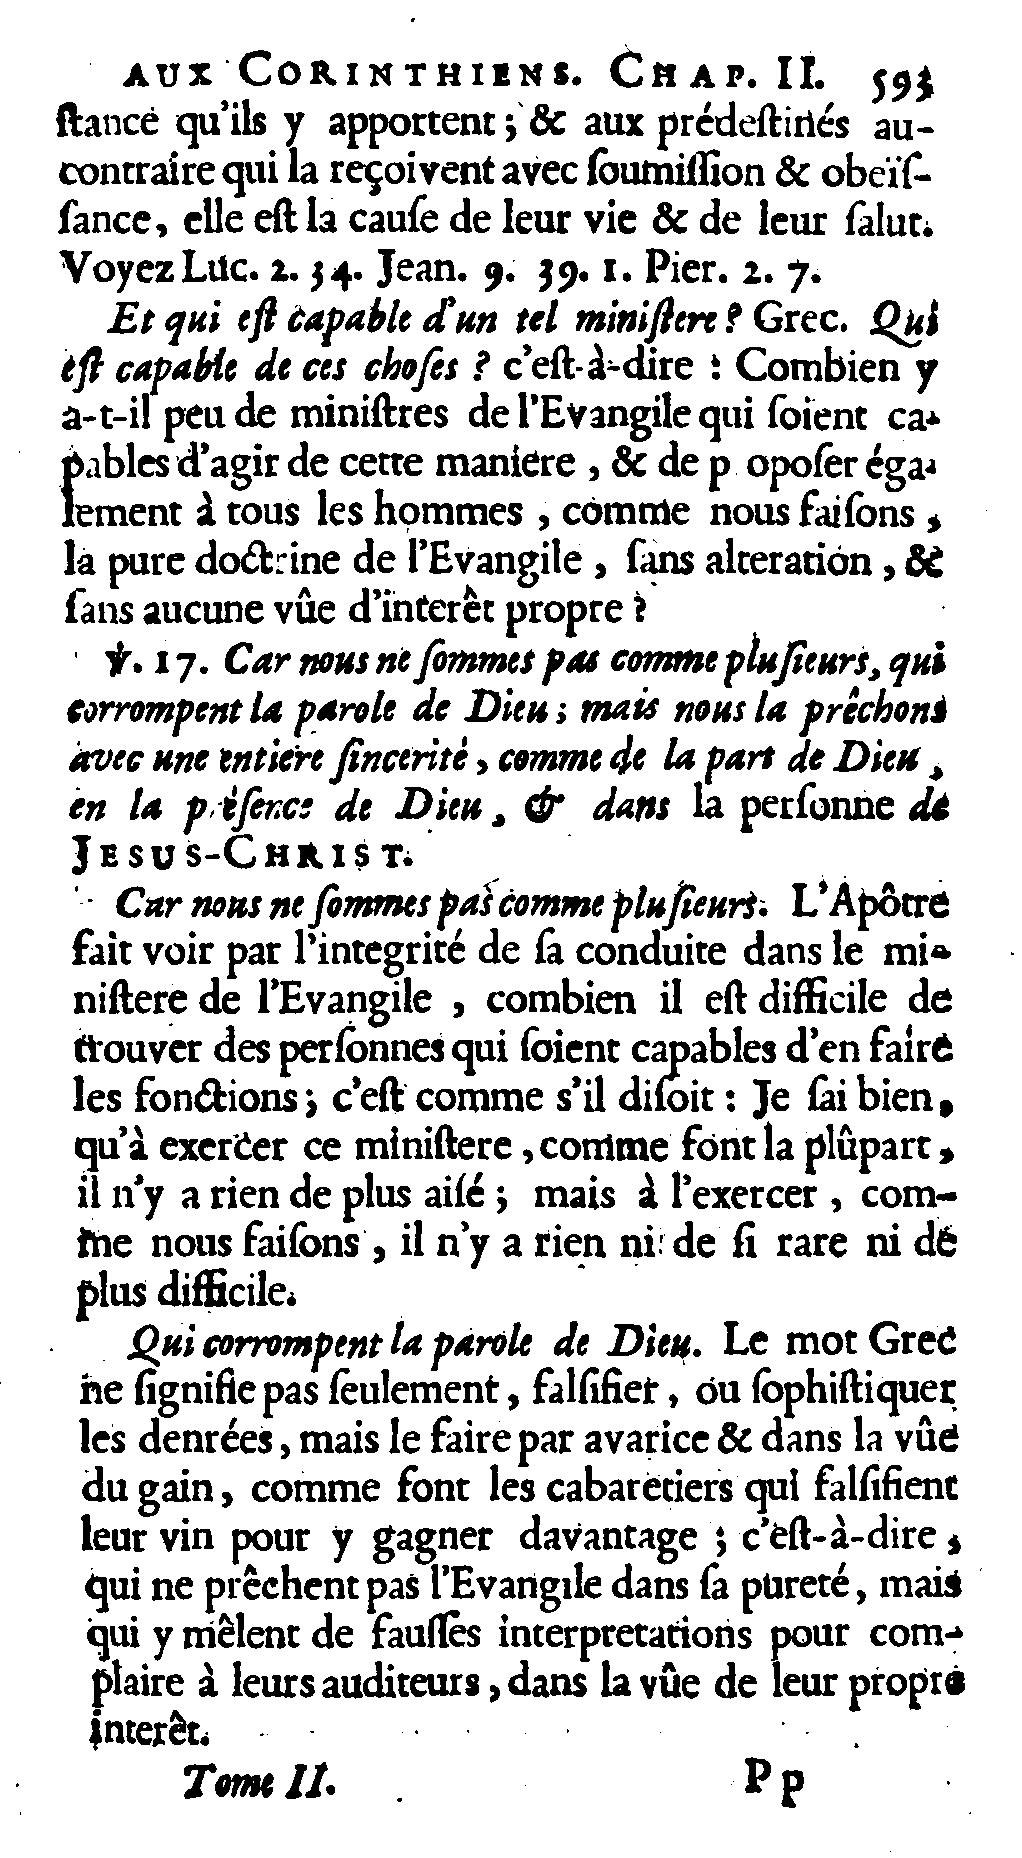 AUX CORINTHIENS. CHAP. II. 593
ſtance qu'ils y apportent ; & aux prédeſtinés au-
contraire qui la reçoivent avec ſoumiſſion & obeïſ-
ſance, elle eſt la cauſe de leur vie & de leur ſalut.
Voyez Luc. 2. 34. Jean. 9. 39. 1. Pier. 2. 7.
Et qui eſt capable d'un tel miniſtere ? Grec. Qui
eſt capable de ces choſes ? c'eſt-à-dire : Combien y
a-t-il peu de miniſtres de l'Evangile qui ſoient ca-
pables d'agir de cette maniere , & de p opoſer éga-
lement à tous les hommes , comme nous faiſons ,
la pure doctrine de l'Evangile , ſans alteration , &
ſans aucune vûe d'interêt propre ?
℣. 17. Car nous ne ſommes pas comme pluſieurs, qui
corrompent la parole de Dieu ; mais nous la prêchons
avec une entiere ſincerité , comme de la part de Dieu ,
en la préſence de Dieu , & dans la perſonne de
JESUS-CHRIST.
Car nous ne ſommes pas comme pluſieurs. L'Apôtre
fait voir par l'integrité de ſa conduite dans le mi-
niſtere de l'Evangile , combien il eſt difficile de
trouver des perſonnes qui ſoient capables d'en faire
les fonctions ; c'eſt comme s'il diſoit : Je ſai bien,
qu'à exercer ce miniſtere , comme font la plûpart ,
il n'y a rien de plus aiſé ; mais à l'exercer , com-
me nous faiſons , il n'y a rien ni de ſi rare ni de
plus difficile.
Qui corrompent la parole de Dieu. Le mot Grec
ne ſignifie pas ſeulement , falſifier , ou ſophiſtiquer
les denrées , mais le faire par avarice & dans la vûe
du gain , comme font les cabaretiers qui falſifient
leur vin pour y gagner davantage ; c'eſt-à-dire ,
qui ne prêchent pas l'Evangile dans ſa pureté , mais
qui y mêlent de fauſſes interpretations pour com-
plaire à leurs auditeurs , dans la vûe de leur propre
interêt.
Tome II. Pp